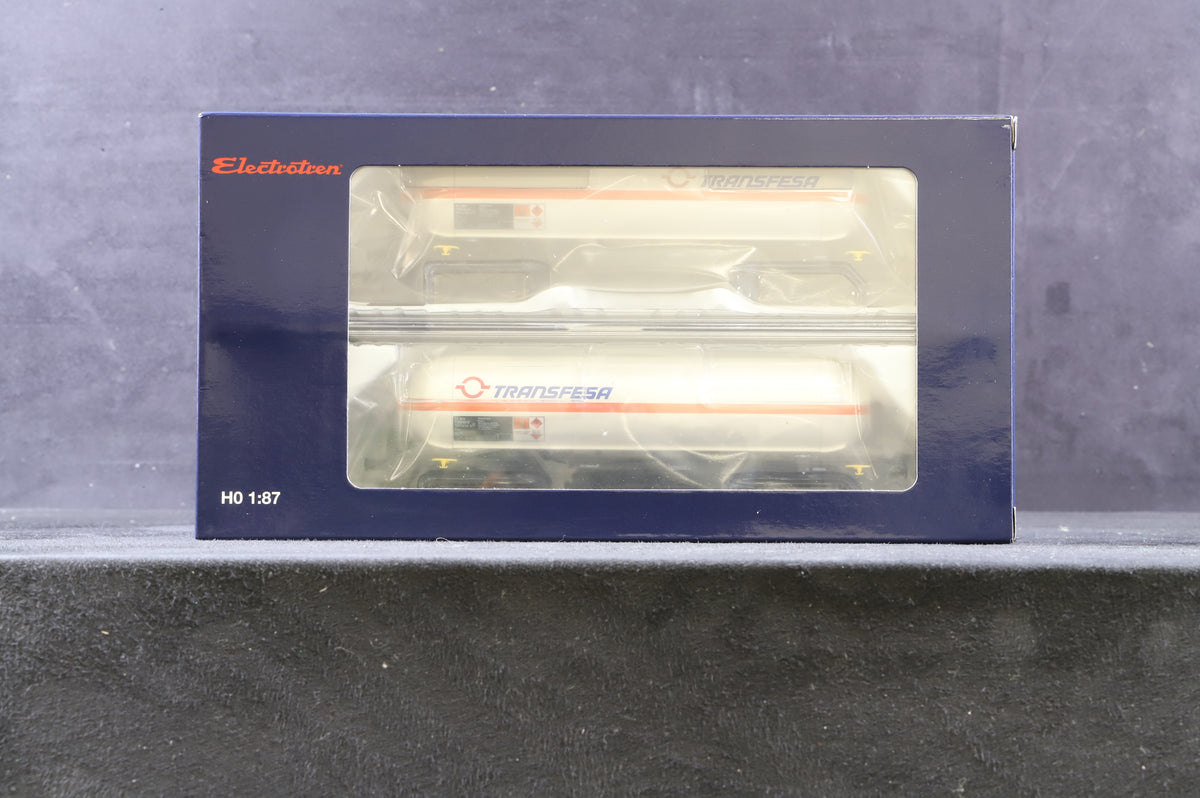 Electrotren
TRANSFESA
TRANSFESA
H0 1:87